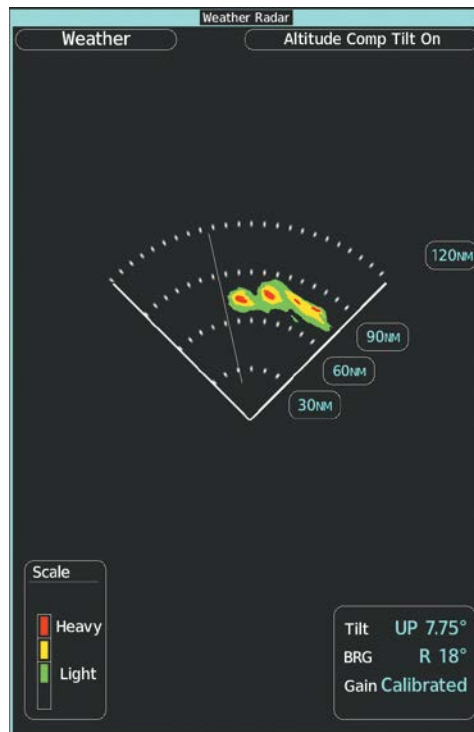 Weather Radar
Weather
Altitude Comp Tilt On
120NM
90NM
60NM
30NM
Scale
Heavy
Light
Tilt UP 7.75°
BRG R 18°
Gain Calibrated